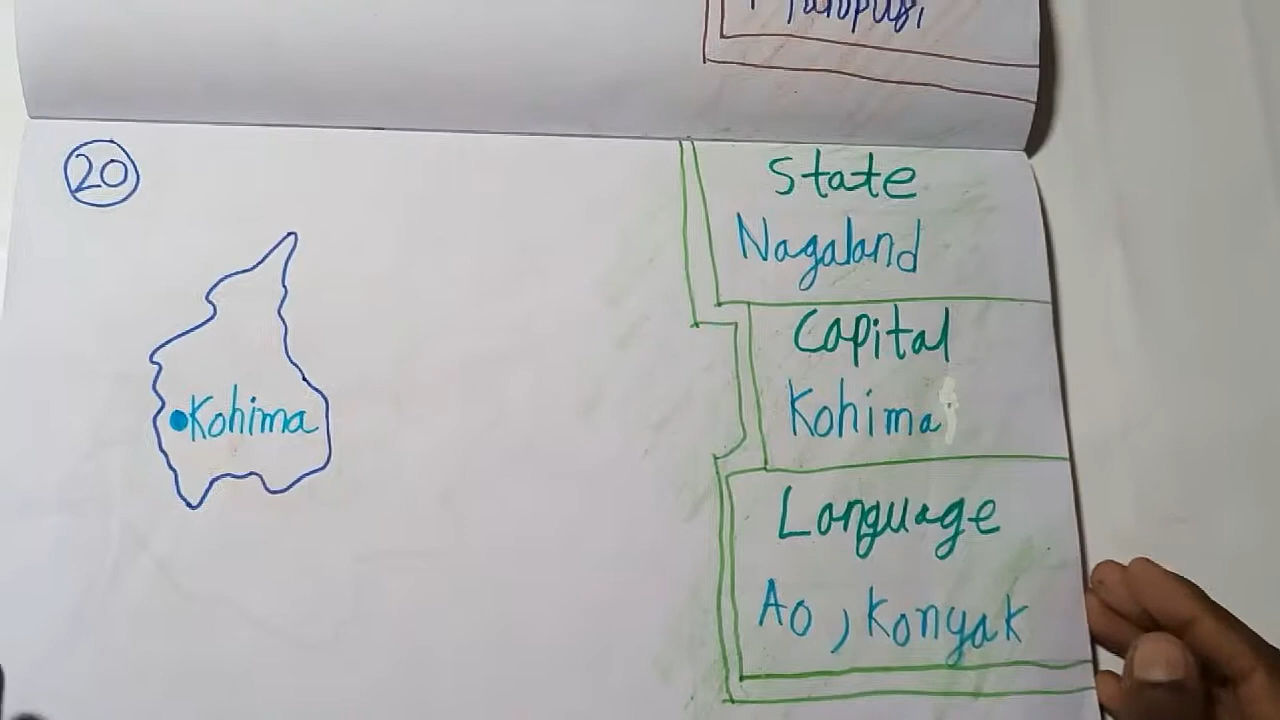 20
State
Nagaland
Capital
Kohima
Kohima
Language
Ao, Konyak